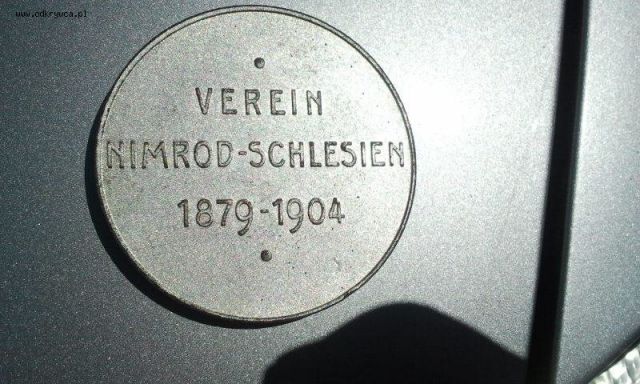 www.odkrywca.pl
VEREIN
NIMROD-SCHLESIEN
1879-1904